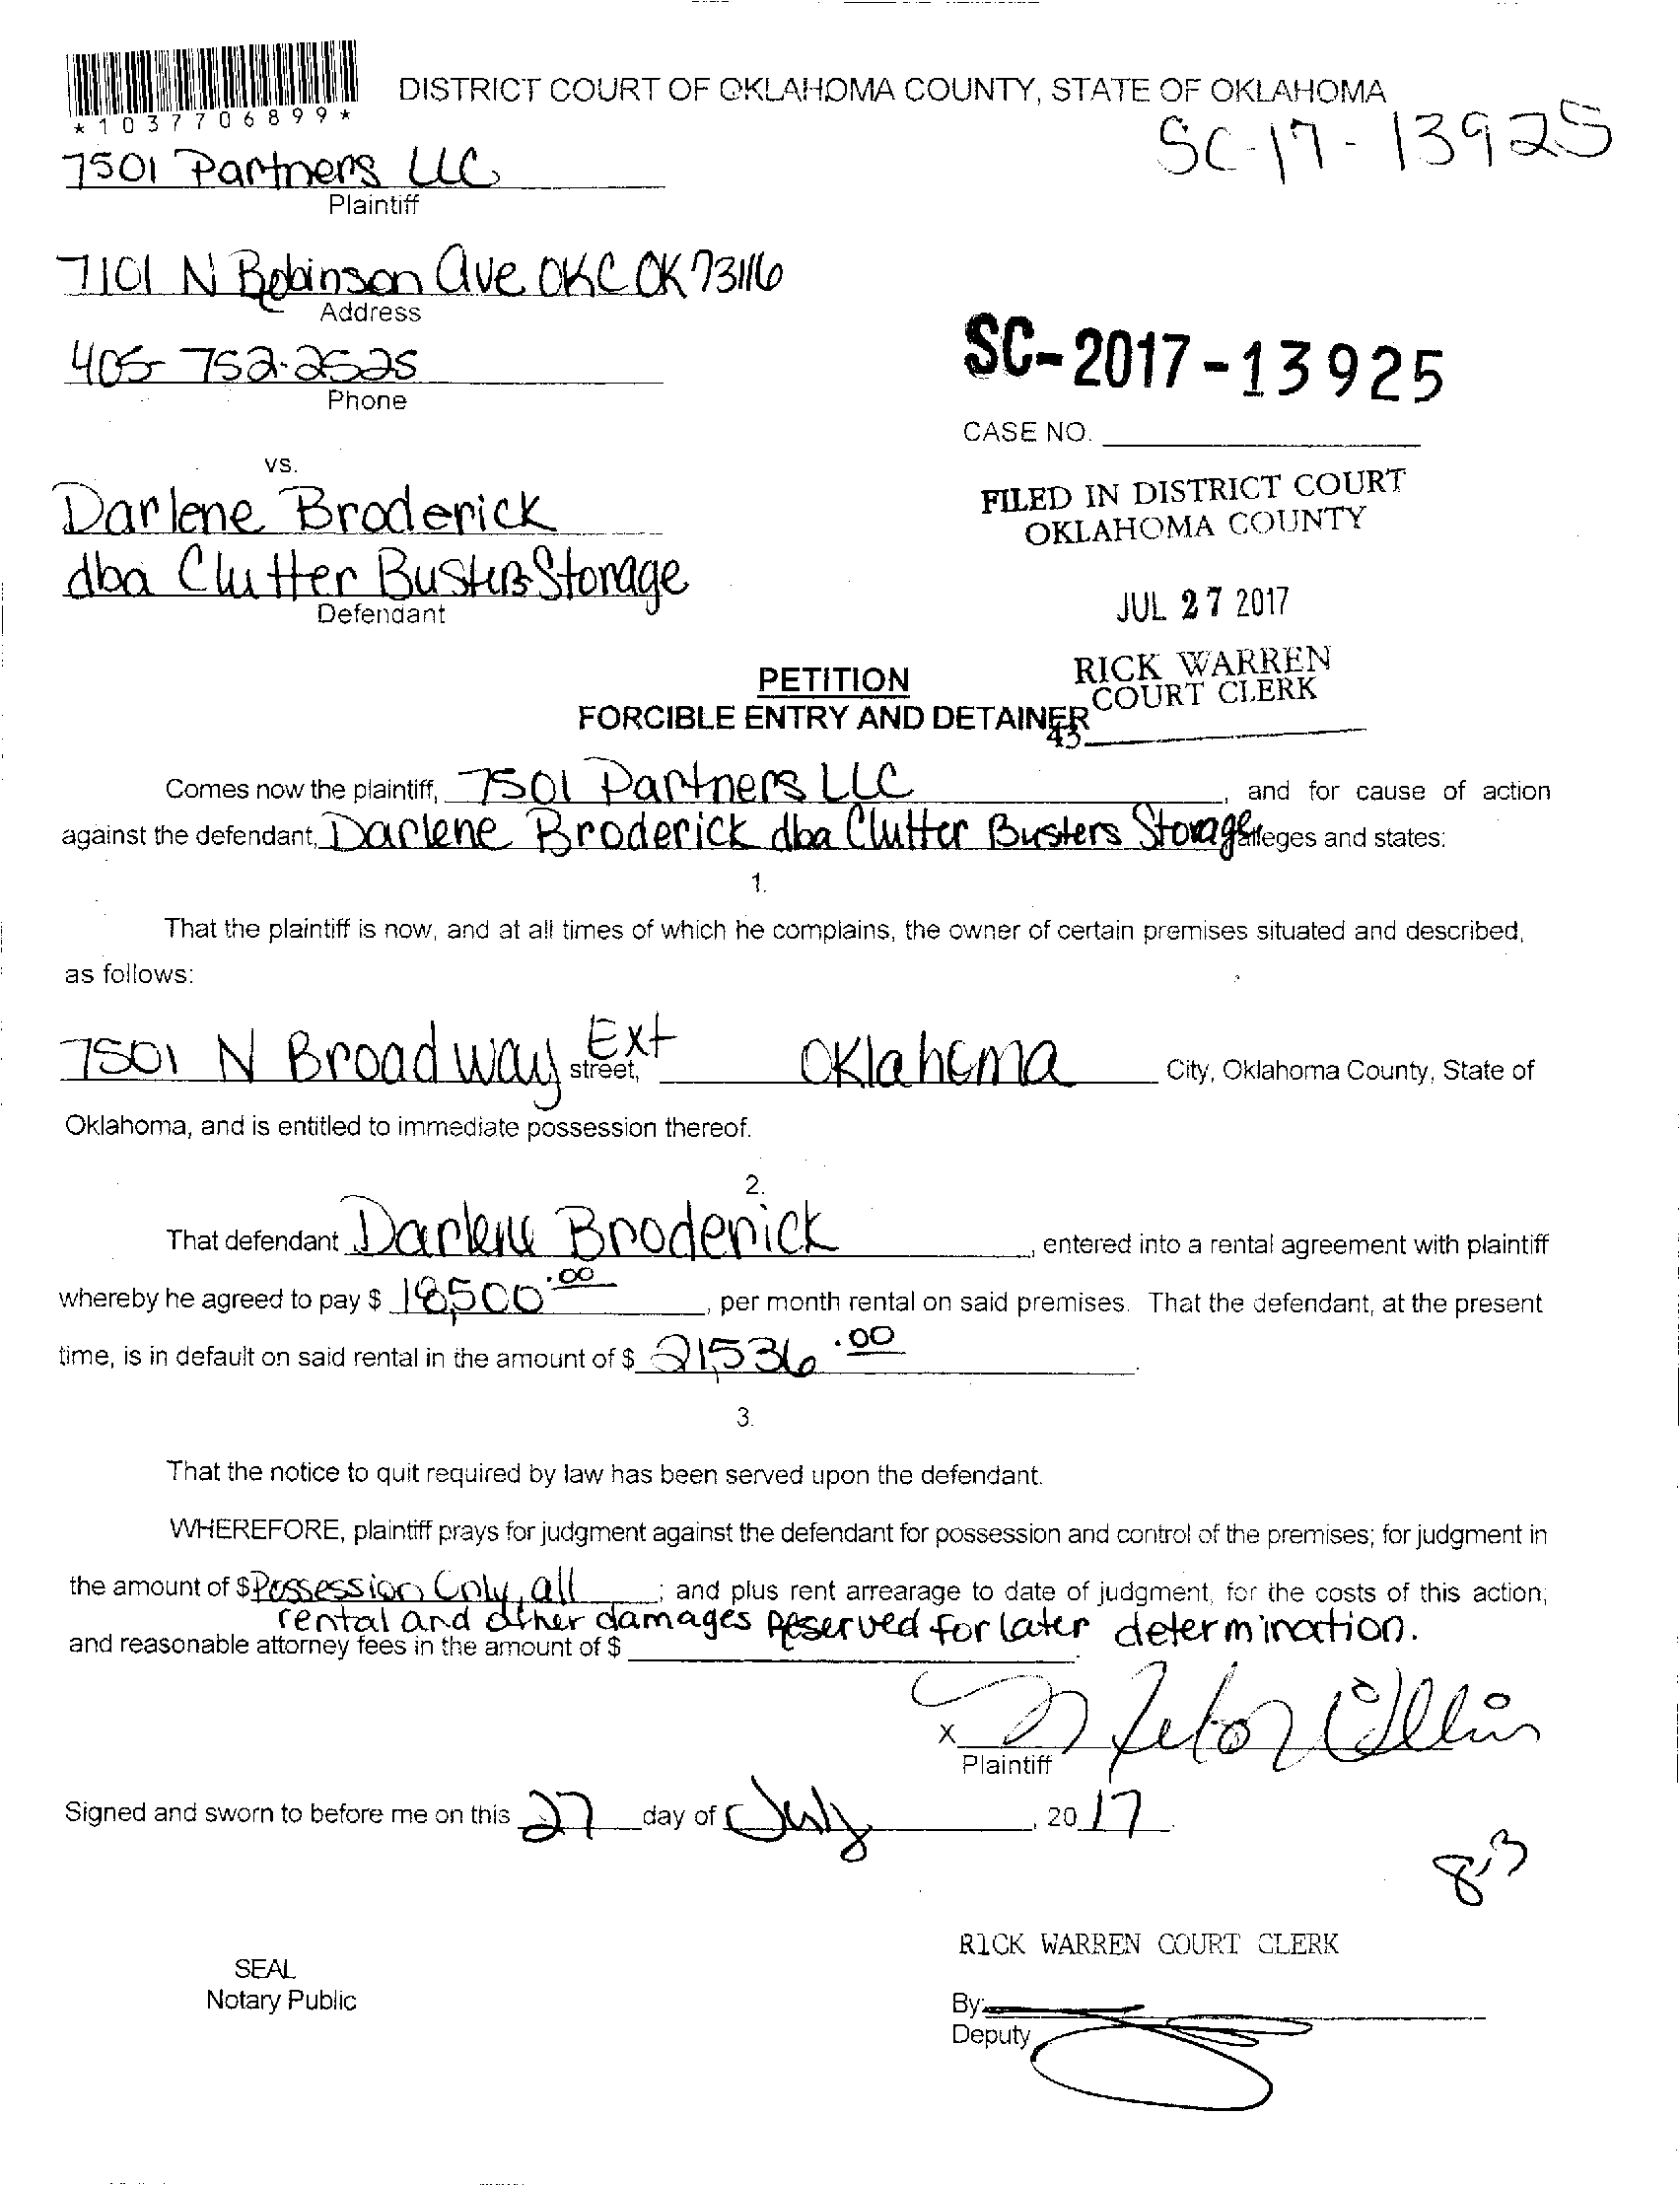 DISTRICT COURT OF OKLAHOMA COUNTY, STATE OF OKLAHOMA
*1037706899*
SC-17-13925
7501 Partners LLC
Plaintiff
7101 N Robinson Ave OKC OK 73116
Address
405-752-2525
Phone
SC-2017-13925
CASE NO.
vs.
FILED IN DISTRICT COURT
OKLAHOMA COUNTY
Darlene Broderick
dba Clutter Busters Storage
Defendant
JUL 27 2017
RICK WARREN
COURT CLERK
43
PETITION
FORCIBLE ENTRY AND DETAINER
Comes now the plaintiff, 7501 Partners LLC, and for cause of action
against the defendant, Darlene Broderick dba Clutter Busters Storage alleges and states:
1.
That the plaintiff is now, and at all times of which he complains, the owner of certain premises situated and described,
as follows:
7501 N Broadway Ext street, Oklahoma City, Oklahoma County, State of
Oklahoma, and is entitled to immediate possession thereof.
2.
That defendant Darlene Broderick, entered into a rental agreement with plaintiff
whereby he agreed to pay $ 18,500.00, per month rental on said premises. That the defendant, at the present
time, is in default on said rental in the amount of $ 21,536.00.
3.
That the notice to quit required by law has been served upon the defendant.
WHEREFORE, plaintiff prays for judgment against the defendant for possession and control of the premises; for judgment in
the amount of $ Possession Only, all; and plus rent arrearage to date of judgment, for the costs of this action;
rental and other damages reserved for later determination.
and reasonable attorney fees in the amount of $
X
Plaintiff
Signed and sworn to before me on this 27 day of July, 2017.
8-3
RICK WARREN COURT CLERK
SEAL
Notary Public
By:
Deputy